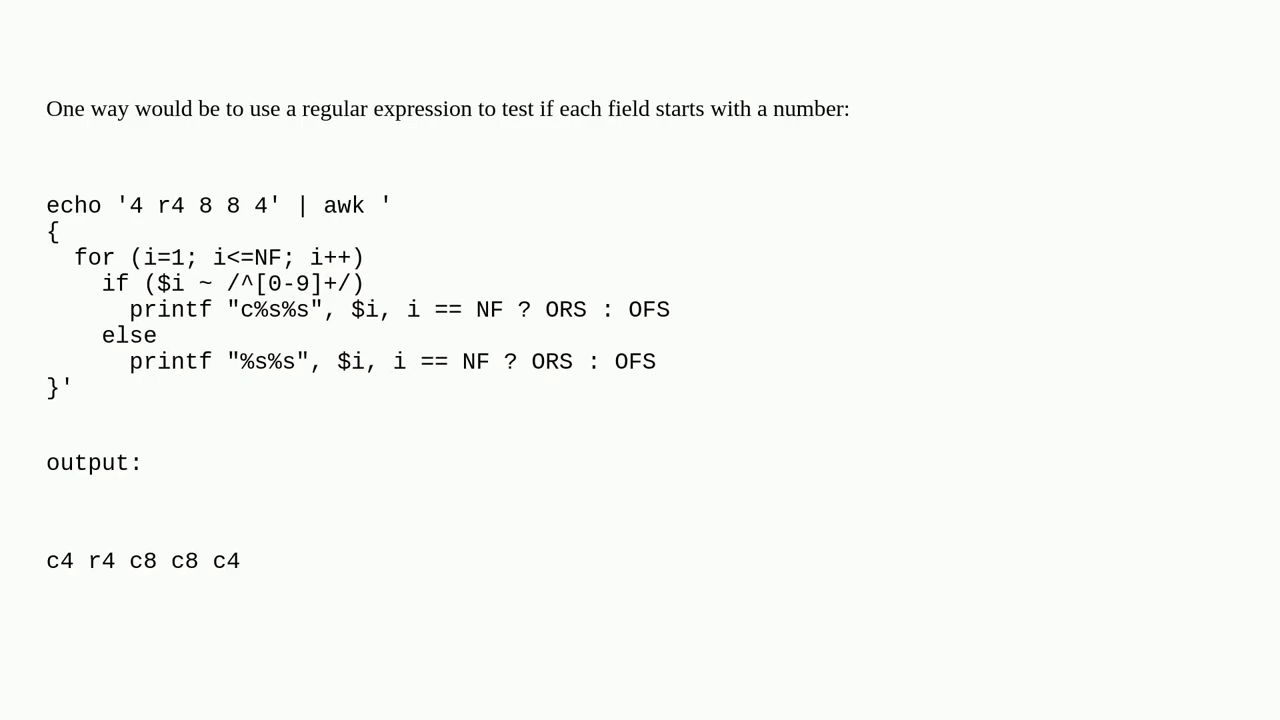 One way would be to use a regular expression to test if each field starts with a number:
echo '4 r4 8 8 4' | awk '
{
  for (i=1; i<=NF; i++)
    if ($i ~ /^[0-9]+/)
      printf "c%s%s", $i, i == NF ? ORS : OFS
    else
      printf "%s%s", $i, i == NF ? ORS : OFS
}'
output:
c4 r4 c8 c8 c4